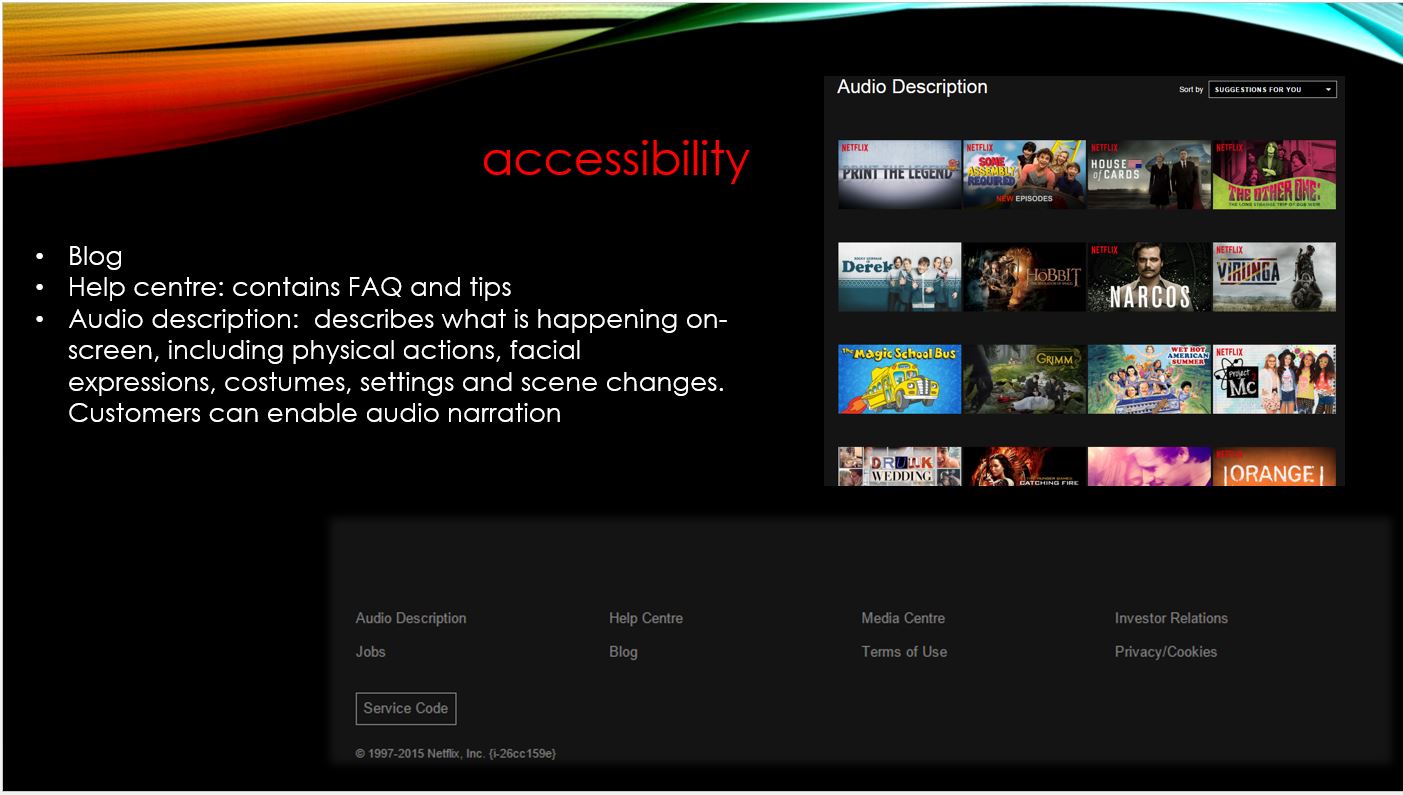 accessibility
• Blog
• Help centre: contains FAQ and tips
• Audio description:  describes what is happening on-
screen, including physical actions, facial
expressions, costumes, settings and scene changes.
Customers can enable audio narration
Audio Description
Sort by SUGGESTIONS FOR YOU
NETFLIX
PRINT THE LEGEND
NETFLIX
SOME
ASSEMBLY
REQUIRED
NEW EPISODES
NETFLIX
HOUSE
of CARDS
NETFLIX
THE OTHER ONE:
THE LONG STRANGE TRIP OF BOB WEIR
Derek
THE HOBBIT
NETFLIX
NARCOS
NETFLIX
VIRUNGA
The Magic School Bus
GRIMM
WET HOT
AMERICAN
SUMMER
NETFLIX
Project
Mc
DRUNK
WEDDING
THE HUNGER GAMES
CATCHING FIRE
NETFLIX
ORANGE
Audio Description Help Centre Media Centre Investor Relations
Jobs Blog Terms of Use Privacy/Cookies
Service Code
© 1997-2015 Netflix, Inc. {i-26cc159e}